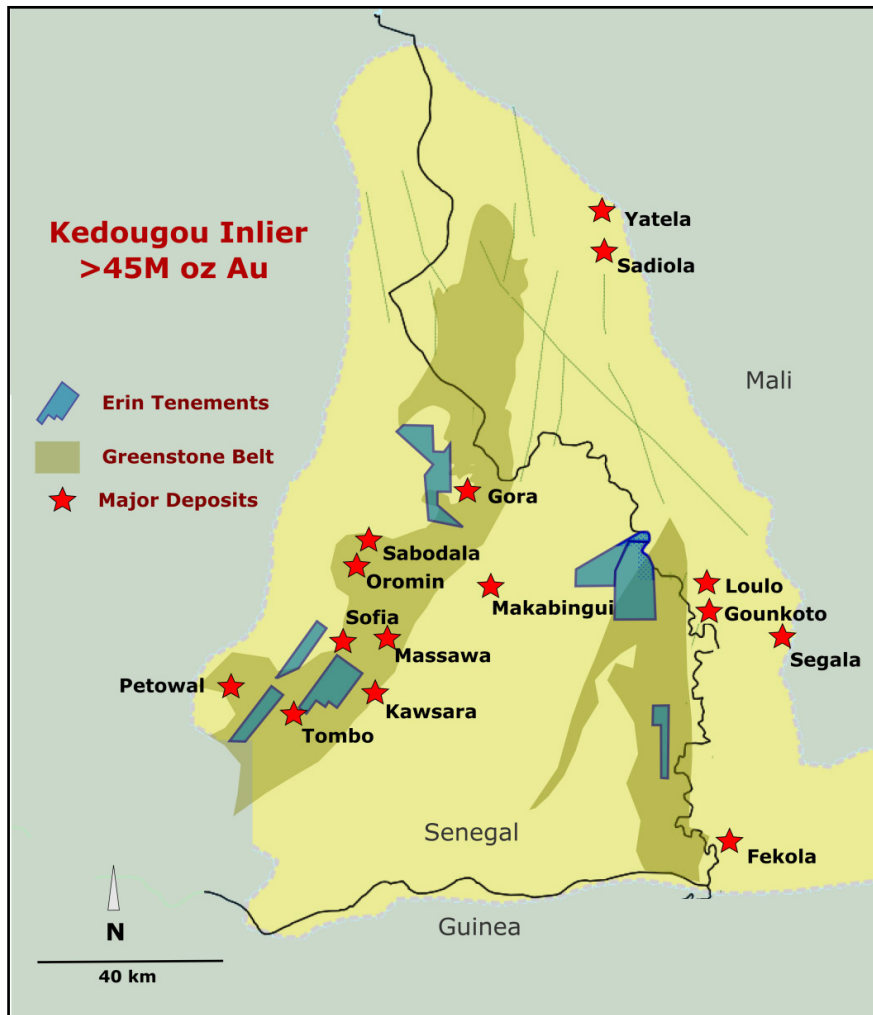 Kedougou Inlier
>45M oz Au
Erin Tenements
Greenstone Belt
Major Deposits
Yatela
Sadiola
Mali
Gora
Sabodala
Oromin
Makabingui
Loulo
Gounkoto
Sofia
Massawa
Segala
Petowal
Kawsara
Tombo
Senegal
Fekola
Guinea
N
40 km